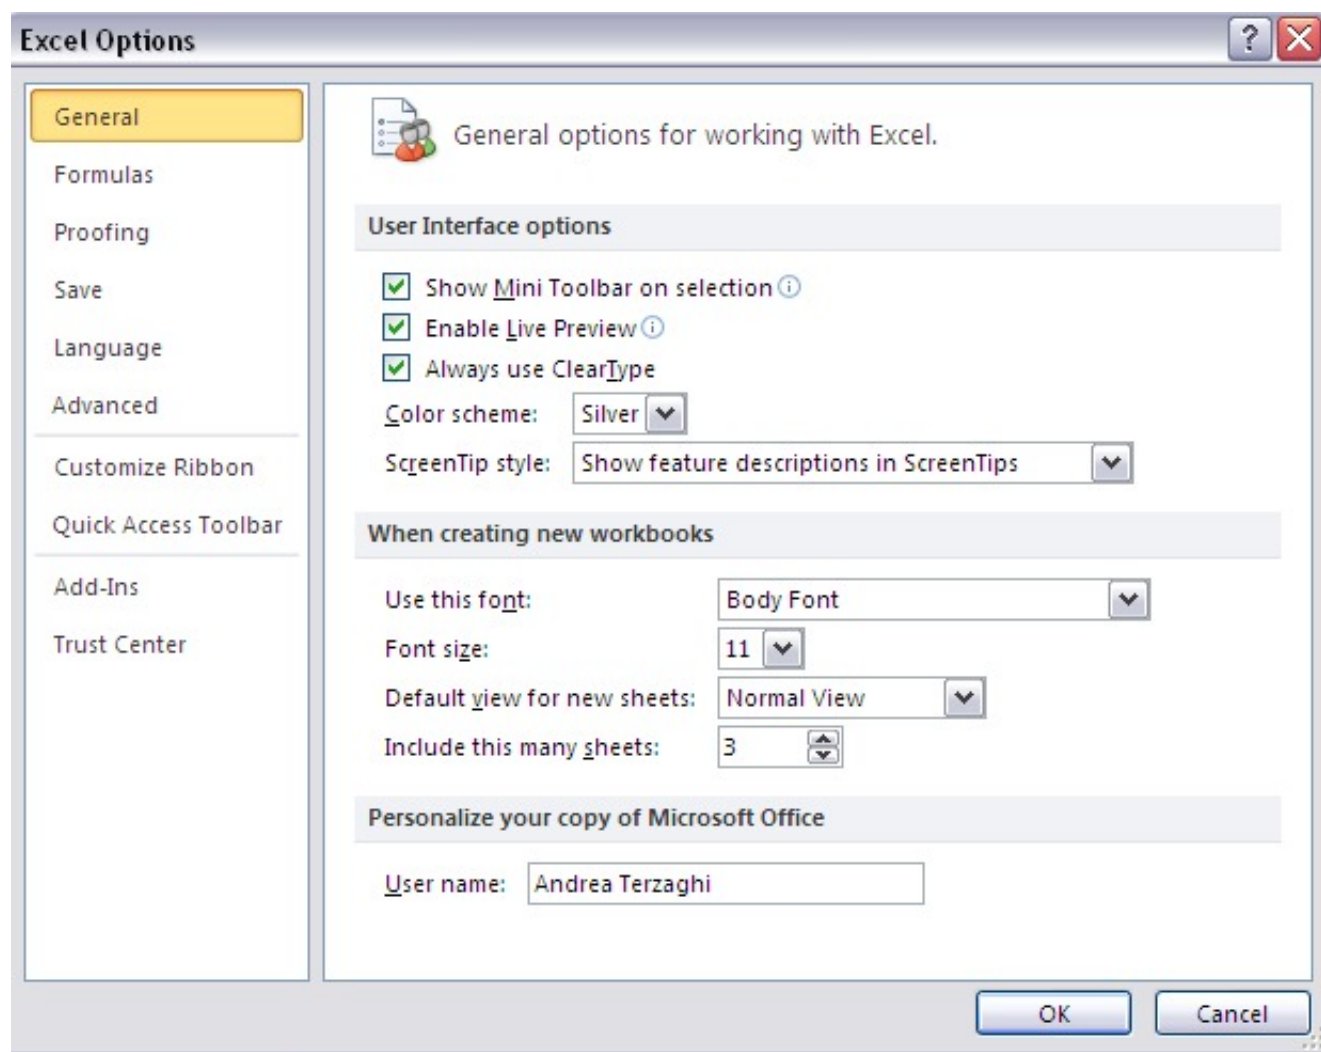 Excel Options
General
Formulas
Proofing
Save
Language
Advanced
Customize Ribbon
Quick Access Toolbar
Add-Ins
Trust Center
General options for working with Excel.
User Interface options
Show Mini Toolbar on selection
Enable Live Preview
Always use ClearType
Color scheme: Silver
ScreenTip style: Show feature descriptions in ScreenTips
When creating new workbooks
Use this font: Body Font
Font size: 11
Default view for new sheets: Normal View
Include this many sheets: 3
Personalize your copy of Microsoft Office
User name: Andrea Terzaghi
OK Cancel